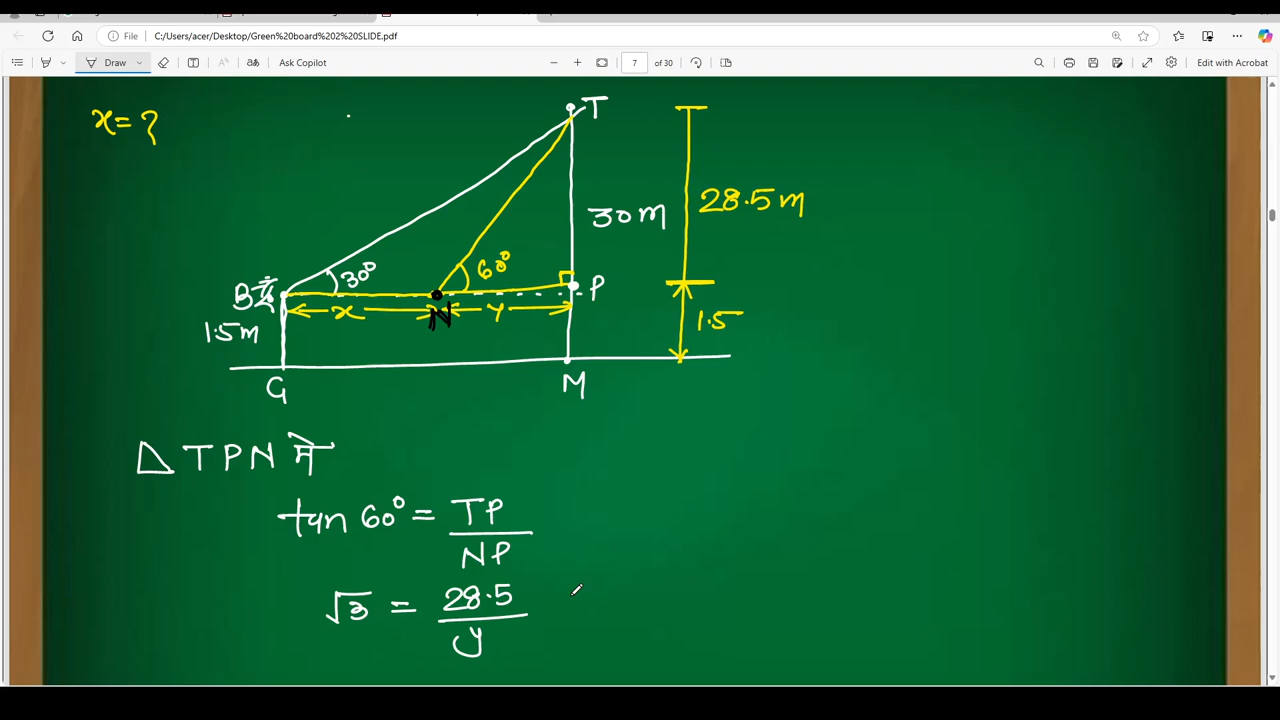 File C:/Users/acer/Desktop/Green%20board%202%20SLIDE.pdf
Draw Ask Copilot 7 of 30 Edit with Acrobat
x = ?
T
28.5 m
30 m
30° 60°
B P
x N y
1.5 m 1.5
G M
△ TPN में
tan 60° = TP / NP
√3 = 28.5 / y